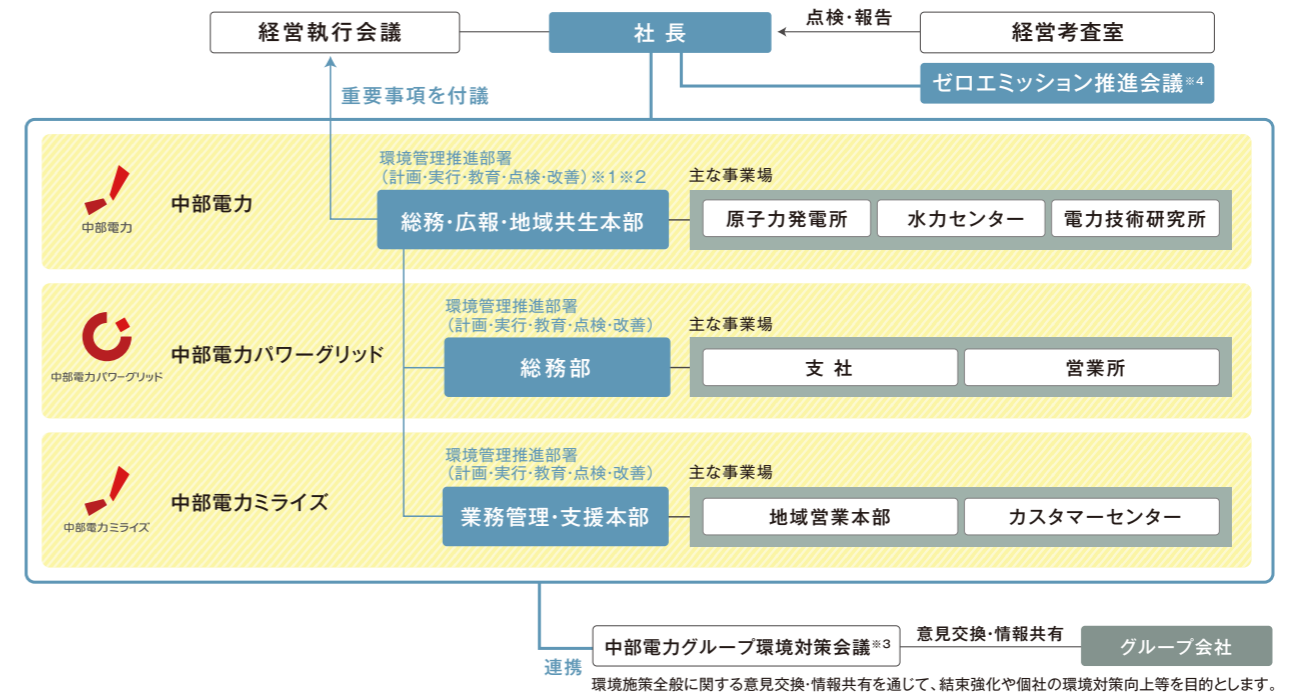 経営執行会議
社長
点検・報告
経営考査室
ゼロエミッション推進会議※4
重要事項を付議
環境管理推進部署
(計画・実行・教育・点検・改善)※1※2
主な事業場
中部電力
中部電力
総務・広報・地域共生本部
原子力発電所
水力センター
電力技術研究所
環境管理推進部署
(計画・実行・教育・点検・改善)
主な事業場
中部電力パワーグリッド
中部電力パワーグリッド
総務部
支社
営業所
環境管理推進部署
(計画・実行・教育・点検・改善)
主な事業場
中部電力ミライズ
中部電力ミライズ
業務管理・支援本部
地域営業本部
カスタマーセンター
連携
中部電力グループ環境対策会議※3
意見交換・情報共有
グループ会社
環境施策全般に関する意見交換・情報共有を通じて、結束強化や個社の環境対策向上等を目的とします。